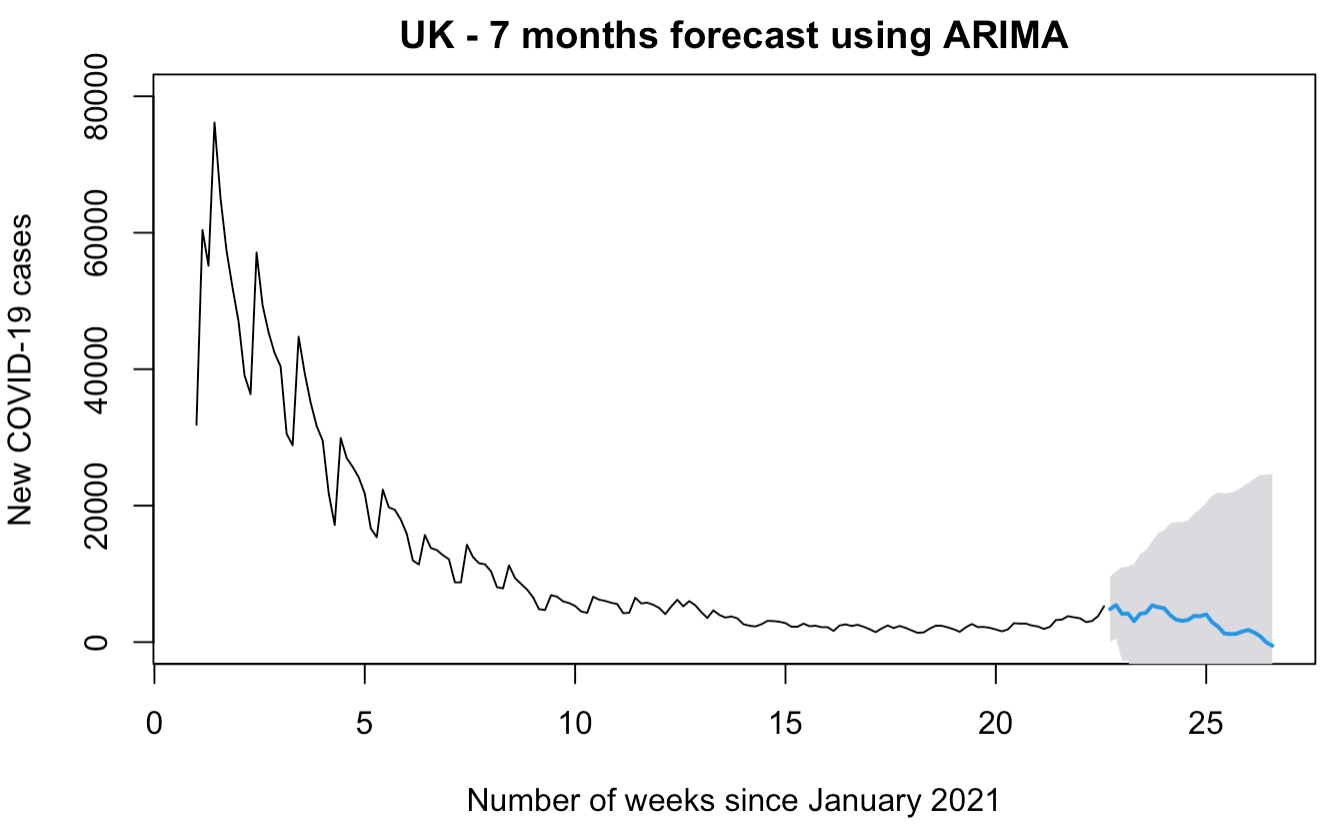 UK - 7 months forecast using ARIMA
New COVID-19 cases
80000
60000
40000
20000
0
0 5 10 15 20 25
Number of weeks since January 2021